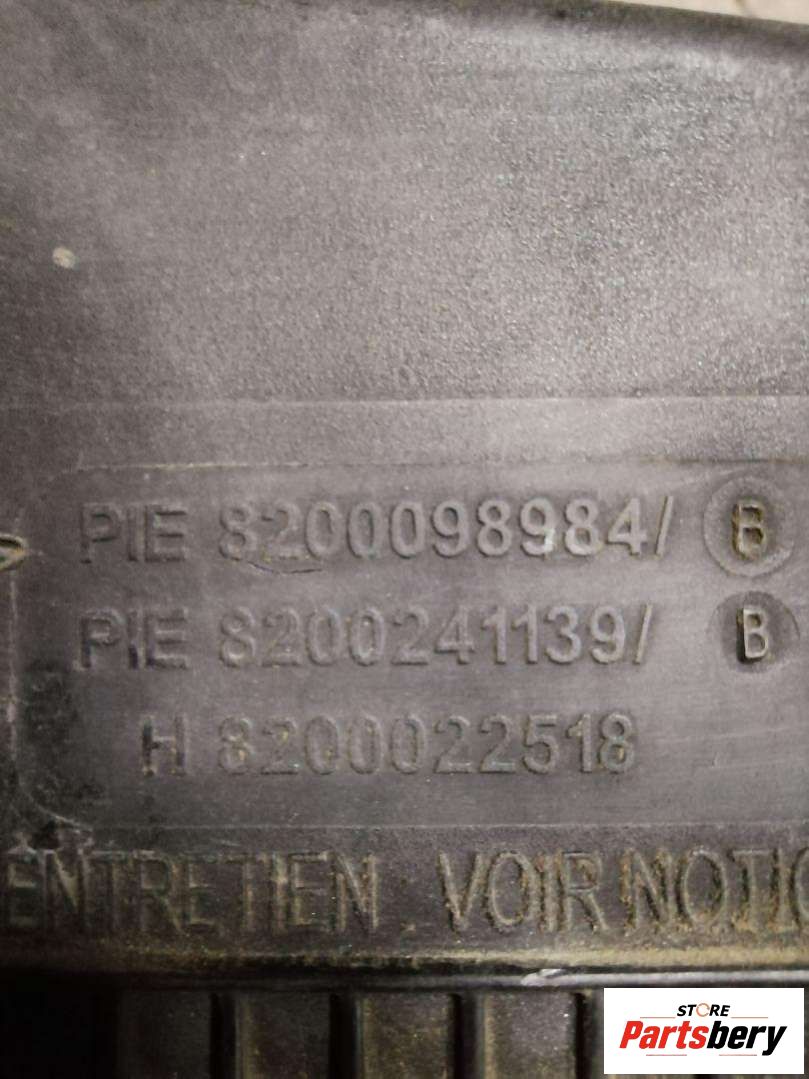 PIE 8200098984/ B
PIE 8200241139/ B
H 8200022518
ENTRETIEN . VOIR NOTIC
STORE
Partsbery